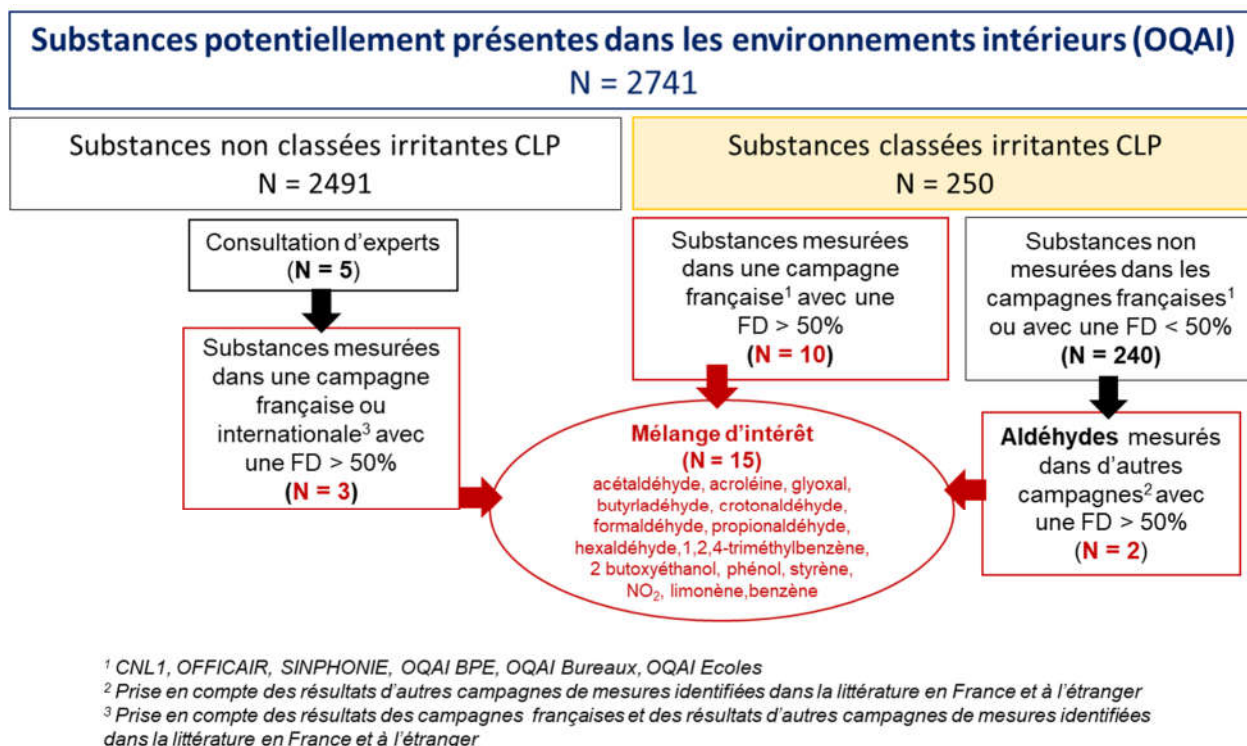 Substances potentiellement présentes dans les environnements intérieurs (OQAI)
N = 2741
Substances non classées irritantes CLP
N = 2491
Substances classées irritantes CLP
N = 250
Consultation d'experts
(N = 5)
Substances mesurées
dans une campagne
française ou
internationale³ avec
une FD > 50%
(N = 3)
Substances mesurées
dans une campagne
française¹ avec une
FD > 50%
(N = 10)
Substances non
mesurées dans les
campagnes françaises¹
ou avec une FD < 50%
(N = 240)
Aldéhydes mesurés
dans d'autres
campagnes² avec
une FD > 50%
(N = 2)
Mélange d'intérêt
(N = 15)
acétaldéhyde, acroléine, glyoxal,
butyrladéhyde, crotonaldéhyde,
formaldéhyde, propionaldéhyde,
hexaldéhyde,1,2,4-triméthylbenzène,
2 butoxyéthanol, phénol, styrène,
NO₂, limonène,benzène
¹ CNL1, OFFICAIR, SINPHONIE, OQAI BPE, OQAI Bureaux, OQAI Ecoles
² Prise en compte des résultats d'autres campagnes de mesures identifiées dans la littérature en France et à l'étranger
³ Prise en compte des résultats des campagnes françaises et des résultats d'autres campagnes de mesures identifiées
dans la littérature en France et à l'étranger